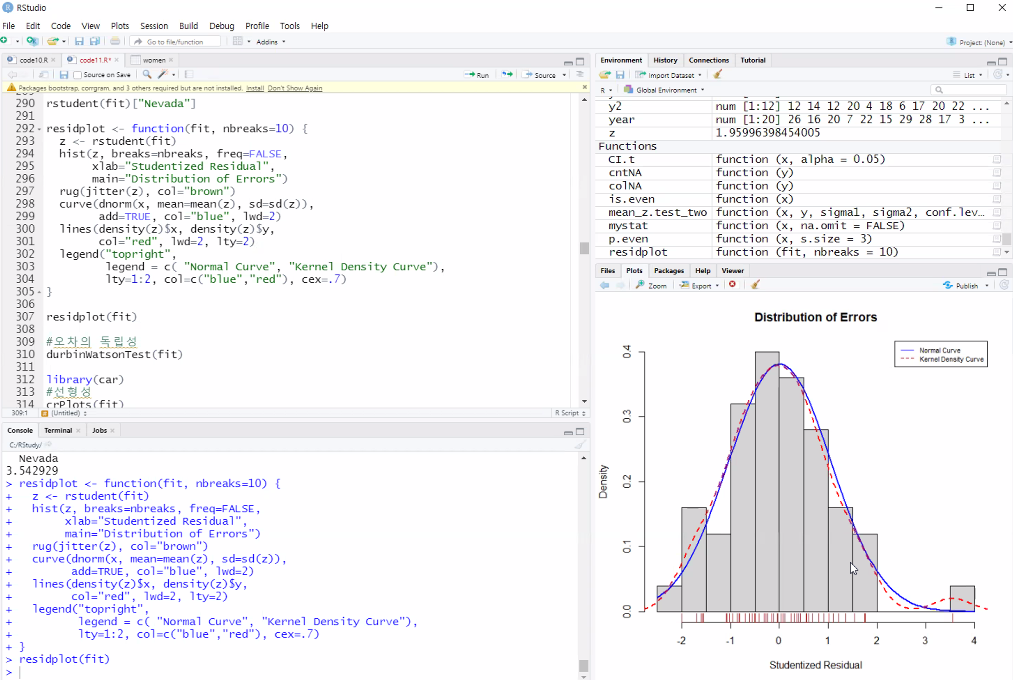 RStudio
File Edit Code View Plots Session Build Debug Profile Tools Help
Go to file/function Addins Project: (None)
code10.R code11.R* women
Source on Save Run Source
Packages bootstrap, corrgram, and 3 others required but are not installed. Install Don't Show Again
290 rstudent(fit)["Nevada"]
291
292 residplot <- function(fit, nbreaks=10) {
293 z <- rstudent(fit)
294 hist(z, breaks=nbreaks, freq=FALSE,
295 xlab="Studentized Residual",
296 main="Distribution of Errors")
297 rug(jitter(z), col="brown")
298 curve(dnorm(x, mean=mean(z), sd=sd(z)),
299 add=TRUE, col="blue", lwd=2)
300 lines(density(z)$x, density(z)$y,
301 col="red", lwd=2, lty=2)
302 legend("topright",
303 legend = c( "Normal Curve", "Kernel Density Curve"),
304 lty=1:2, col=c("blue","red"), cex=.7)
305 }
306
307 residplot(fit)
308
309 #오차의 독립성
310 durbinWatsonTest(fit)
311
312 library(car)
313 #선형성
314 crPlots(fit)
309:1 (Untitled) R Script
Console Terminal Jobs
C:/RStudy/
Nevada
3.542929
> residplot <- function(fit, nbreaks=10) {
+ z <- rstudent(fit)
+ hist(z, breaks=nbreaks, freq=FALSE,
+ xlab="Studentized Residual",
+ main="Distribution of Errors")
+ rug(jitter(z), col="brown")
+ curve(dnorm(x, mean=mean(z), sd=sd(z)),
+ add=TRUE, col="blue", lwd=2)
+ lines(density(z)$x, density(z)$y,
+ col="red", lwd=2, lty=2)
+ legend("topright",
+ legend = c( "Normal Curve", "Kernel Density Curve"),
+ lty=1:2, col=c("blue","red"), cex=.7)
+ }
> residplot(fit)
>
Environment History Connections Tutorial
Import Dataset List
R Global Environment
y2 num [1:12] 12 14 12 20 4 18 6 17 20 22 ...
year num [1:20] 26 16 20 7 22 15 29 28 17 3 ...
z 1.95996398454005
Functions
CI.t function (x, alpha = 0.05)
cntNA function (y)
colNA function (y)
is.even function (x)
mean_z.test_two function (x, y, sigma1, sigma2, conf.lev…
mystat function (x, na.omit = FALSE)
p.even function (x, s.size = 3)
residplot function (fit, nbreaks = 10)
Files Plots Packages Help Viewer
Zoom Export Publish
Distribution of Errors
Normal Curve
Kernel Density Curve
0.4
0.3
0.2
0.1
0.0
Density
-2 -1 0 1 2 3 4
Studentized Residual